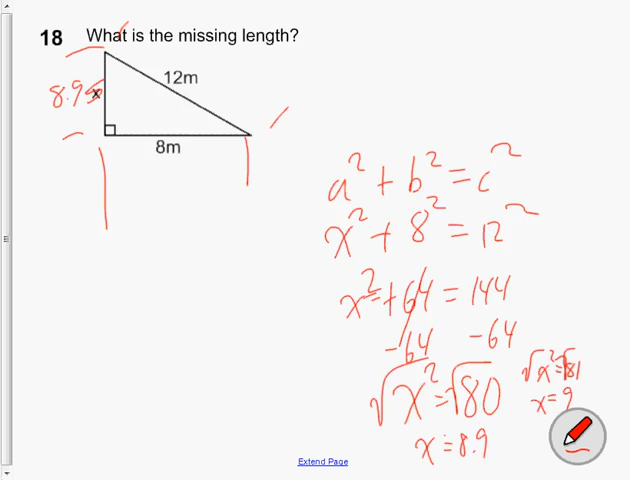 18 What is the missing length?
12m
8.95
x
8m
a² + b² = c²
x² + 8² = 12²
x² + 64 = 144
-64 -64
√x² = √80
√x² = √81
x = 9
x ≐ 8.9
Extend Page